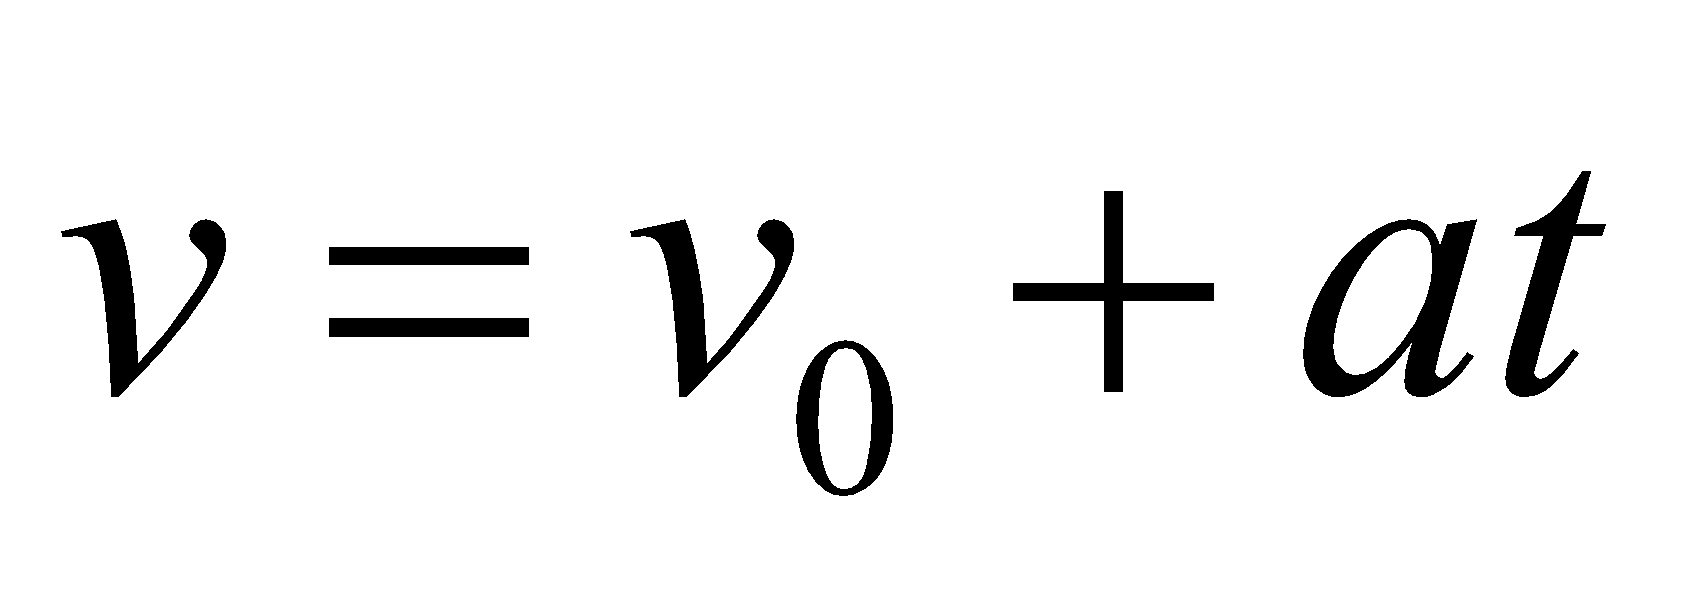 v = v₀ + at